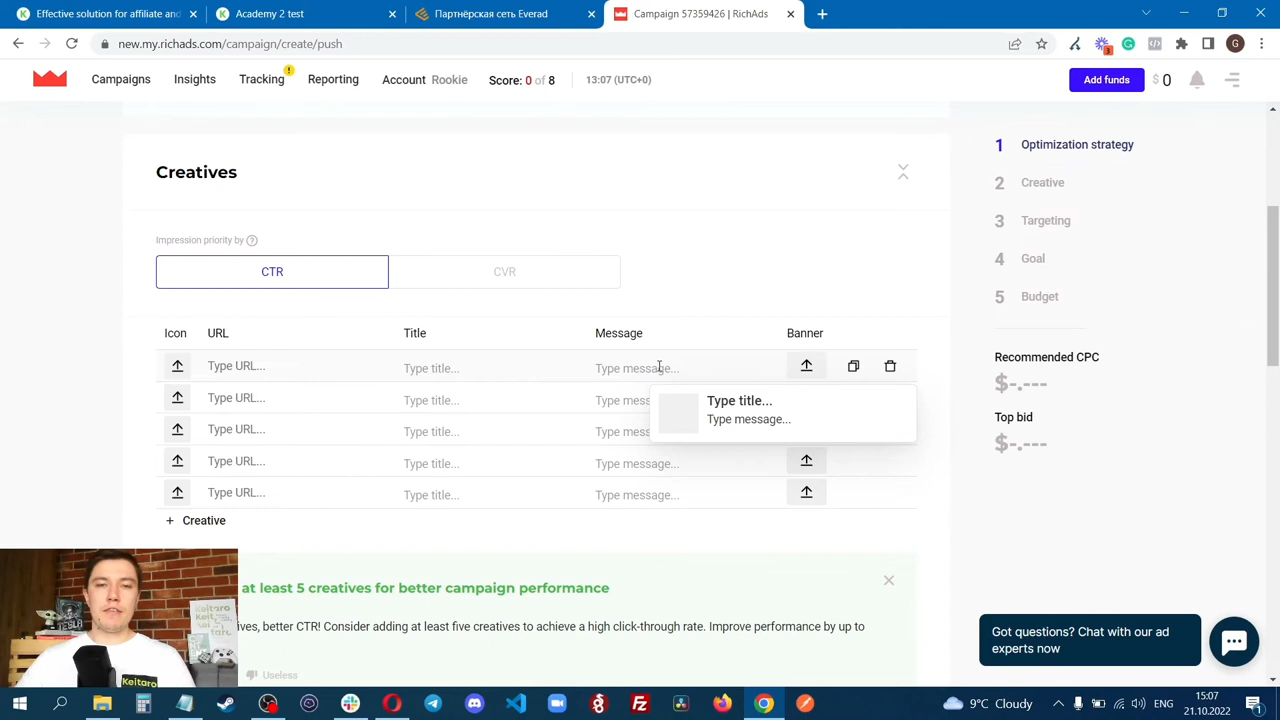 Keitaro: solution for affiliate and
Academy 2 test
Партнёрская сеть Everad
Campaign 57359426 | RichAds
new.my.richads.com/campaign/create/push
3
G
Campaigns
Insights
Tracking
!
Reporting
Account Rookie
Score: 0 of 8
13:07 (UTC+0)
Add funds
$ 0
Creatives
Impression priority by ?
CTR
CVR
Icon URL Title Message Banner
Type URL... Type title... Type message...
Type URL... Type title... Type mess
Type URL... Type title... Type mess
Type URL... Type title... Type message...
Type URL... Type title... Type message...
Type title...
Type message...
+ Creative
at least 5 creatives for better campaign performance
ives, better CTR! Consider adding at least five creatives to achieve a high click-through rate. Improve performance by up to
Useless
1 Optimization strategy
2 Creative
3 Targeting
4 Goal
5 Budget
Recommended CPC
$-.---
Top bid
$-.---
Got questions? Chat with our ad
experts now
TESLA
Keitaro
Keitaro
Keitaro
9°C Cloudy
ENG
15:07
21.10.2022
1